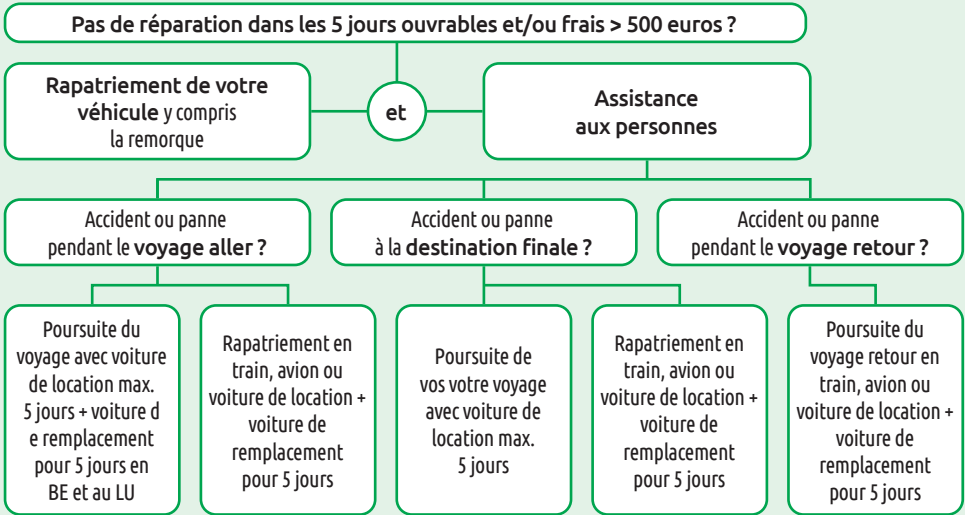 Pas de réparation dans les 5 jours ouvrables et/ou frais > 500 euros ?
Rapatriement de votre
véhicule y compris
la remorque
et
Assistance
aux personnes
Accident ou panne
pendant le voyage aller ?
Accident ou panne
à la destination finale ?
Accident ou panne
pendant le voyage retour ?
Poursuite du
voyage avec voiture
de location max.
5 jours + voiture d
e remplacement
pour 5 jours en
BE et au LU
Rapatriement en
train, avion ou
voiture de location +
voiture de
remplacement
pour 5 jours
Poursuite de
vos votre voyage
avec voiture de
location max.
5 jours
Rapatriement en
train, avion ou
voiture de location +
voiture de
remplacement
pour 5 jours
Poursuite du
voyage retour en
train, avion ou
voiture de location +
voiture de
remplacement
pour 5 jours